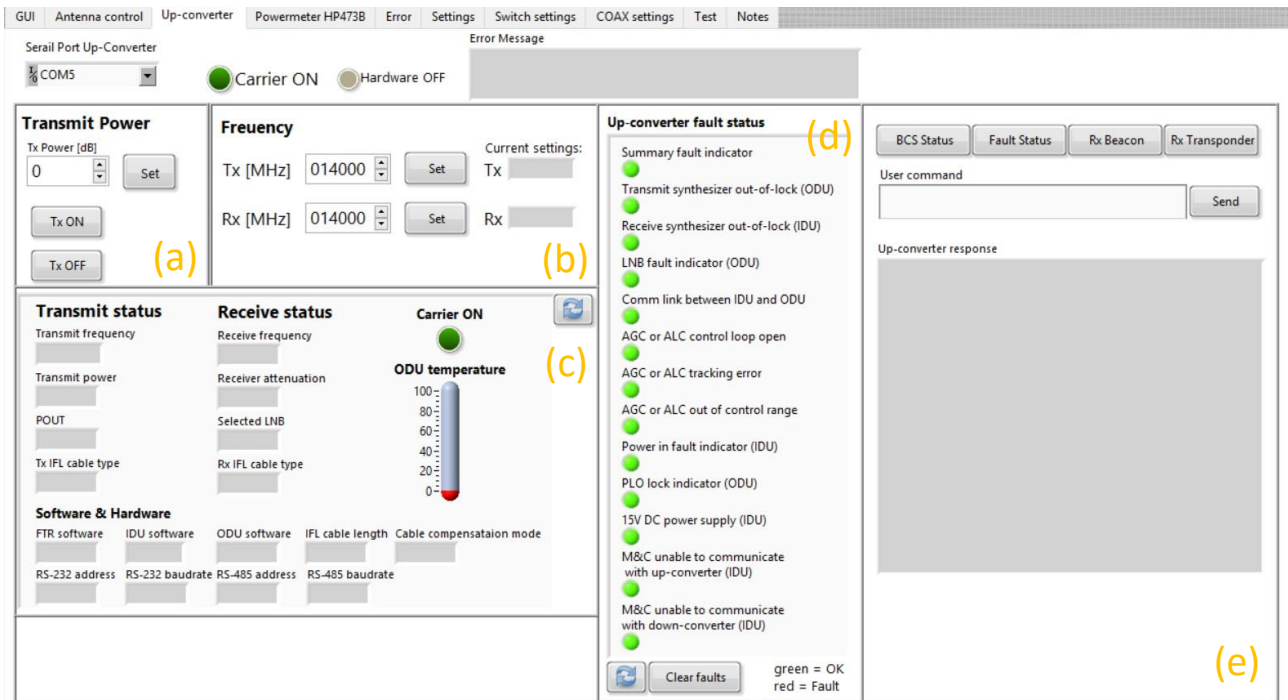 GUI Antenna control Up-converter Powermeter HP473B Error Settings Switch settings COAX settings Test Notes
Serail Port Up-Converter
COM5
Carrier ON
Hardware OFF
Error Message
Transmit Power
Tx Power [dB]
0
Set
Tx ON
Tx OFF
(a)
Freuency
Current settings:
Tx [MHz] 014000 Set Tx
Rx [MHz] 014000 Set Rx
(b)
Transmit status
Transmit frequency
Transmit power
POUT
Tx IFL cable type
Receive status
Receive frequency
Receiver attenuation
Selected LNB
Rx IFL cable type
Carrier ON
ODU temperature
100
80
60
40
20
0
(c)
Software & Hardware
FTR software IDU software ODU software IFL cable length Cable compensataion mode
RS-232 address RS-232 baudrate RS-485 address RS-485 baudrate
Up-converter fault status
(d)
Summary fault indicator
Transmit synthesizer out-of-lock (ODU)
Receive synthesizer out-of-lock (IDU)
LNB fault indicator (ODU)
Comm link between IDU and ODU
AGC or ALC control loop open
AGC or ALC tracking error
AGC or ALC out of control range
Power in fault indicator (IDU)
PLO lock indicator (ODU)
15V DC power supply (IDU)
M&C unable to communicate
with up-converter (IDU)
M&C unable to communicate
with down-converter (IDU)
Clear faults
green = OK
red = Fault
BCS Status Fault Status Rx Beacon Rx Transponder
User command
Send
Up-converter response
(e)